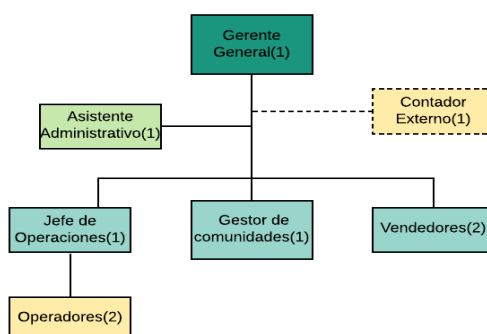 Gerente
General(1)
Contador
Externo(1)
Asistente
Administrativo(1)
Jefe de
Operaciones(1)
Gestor de
comunidades(1)
Vendedores(2)
Operadores(2)